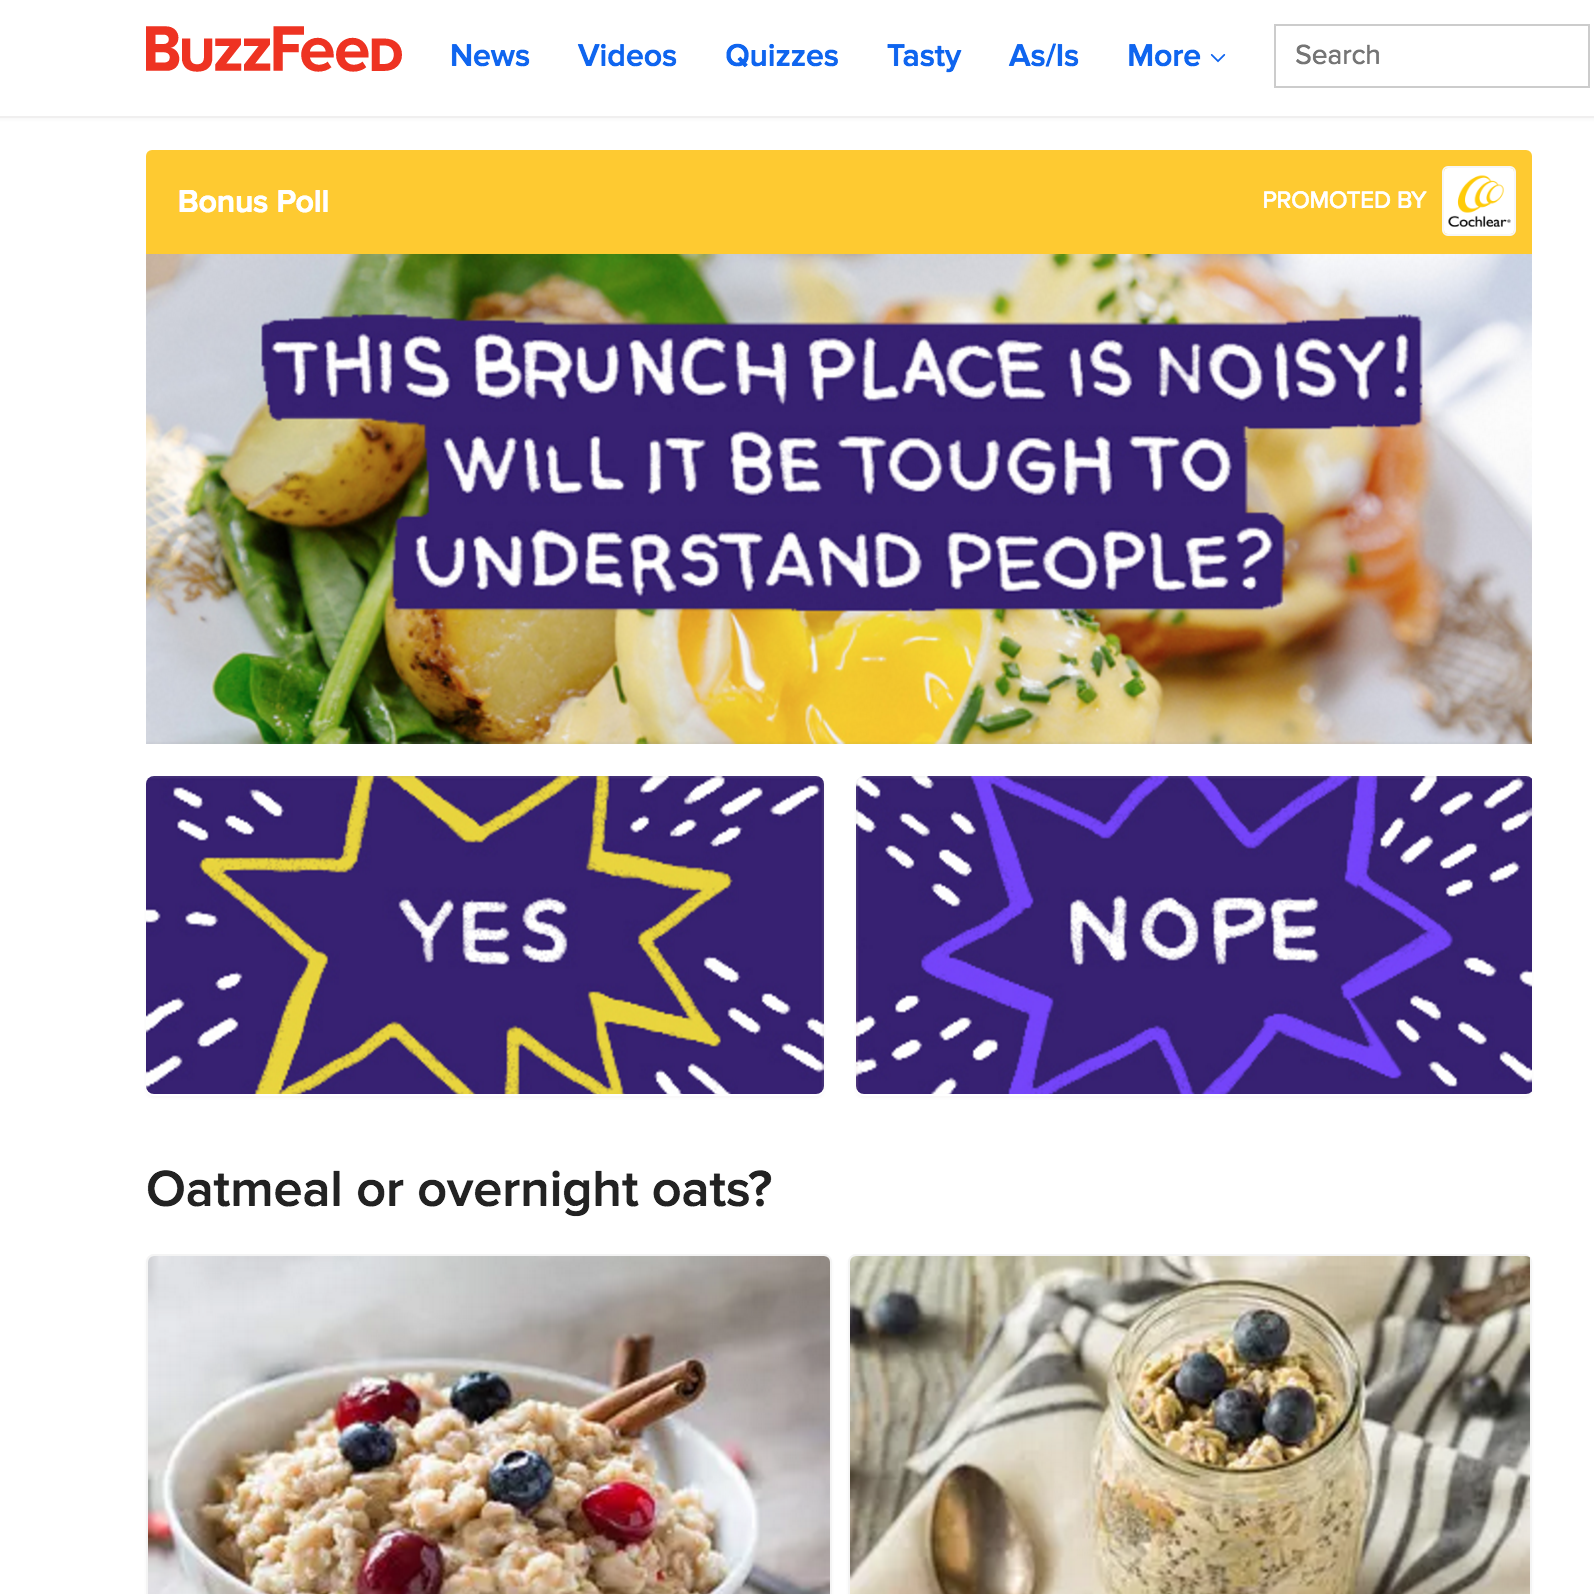 BuzzFeeD
News Videos Quizzes Tasty As/Is More Search
Bonus Poll
PROMOTED BY
Cochlear®
THIS BRUNCH PLACE IS NOISY!
WILL IT BE TOUGH TO
UNDERSTAND PEOPLE?
YES
NOPE
Oatmeal or overnight oats?